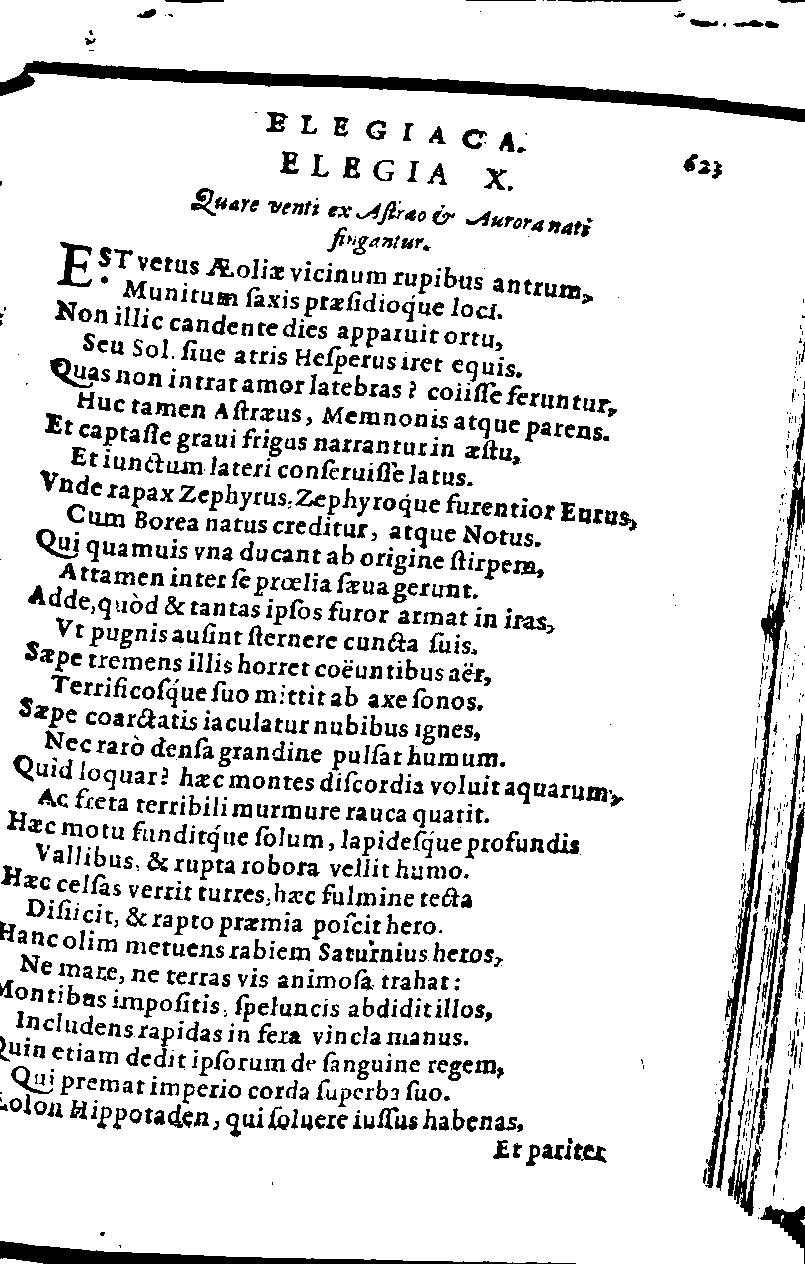 ELEGIACA.
623
ELEGIA X.
Quare venti ex Astræo & Aurora nati
fingantur.
EST vetus Æoliæ vicinum rupibus antrum,
Munitum ſaxis præſidioq́ue loci.
Non illic candente dies apparuit ortu,
Seu Sol. ſiue atris Heſperus iret equis.
Quas non intrat amor latebras? coiiſſe feruntur,
Huc tamen Aſtræus, Memnonis atque parens.
Et captaſſe graui frigus narrantur in æſtu,
Et iunctum lateri conſeruiſſe latus.
Vnde rapax Zephyrus, Zephyroq́ue furentior Eurus,
Cum Borea natus creditur, atque Notus.
Qui quamuis vna ducant ab origine ſtirpem,
Attamen inter ſe prœlia ſæua gerunt.
Adde, quòd & tantas ipſos furor armat in iras,
Vt pugnis auſint ſternere cuncta ſuis.
Sæpe tremens illis horret coëuntibus aër,
Terrificoſq́ue ſuo mittit ab axe ſonos.
Sæpe coarctatis iaculatur nubibus ignes,
Nec rarò denſa grandine pulſat humum.
Quid loquar? hæc montes diſcordia voluit aquarum,
Ac freta terribili murmure rauca quatit.
Hæc motu funditq́ue ſolum, lapideſq́ue profundis
Vallibus, & rupta robora vellit humo.
Hæc celſas verrit turres, hæc fulmine tecta
Diſiicit, & rapto præmia poſcit hero.
Hanc olim metuens rabiem Saturnius heros,
Ne mare, ne terras vis animoſa trahat:
Montibus impoſitis, ſpeluncis abdidit illos,
Includens rapidas in fera vincla manus.
Quin etiam dedit ipſorum de ſanguine regem,
Qui premat imperio corda ſuperba ſuo.
Æolon Hippotaden, qui ſoluere iuſſus habenas,
Et pariter